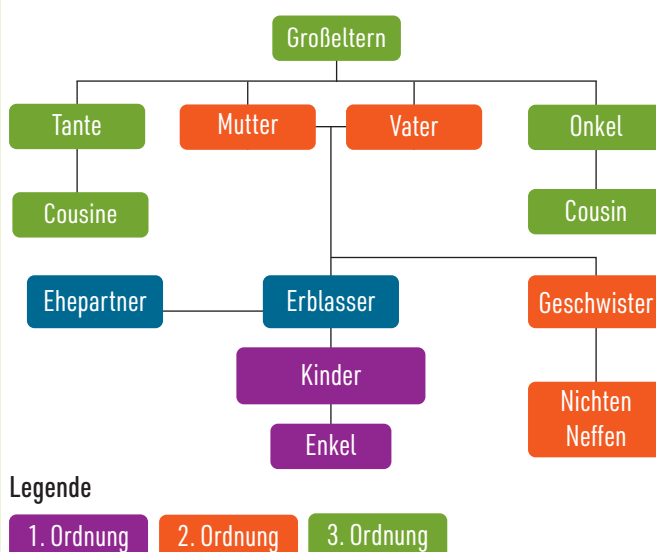 Großeltern
Tante
Mutter
Vater
Onkel
Cousine
Cousin
Ehepartner
Erblasser
Geschwister
Kinder
Nichten
Neffen
Enkel
Legende
1. Ordnung
2. Ordnung
3. Ordnung